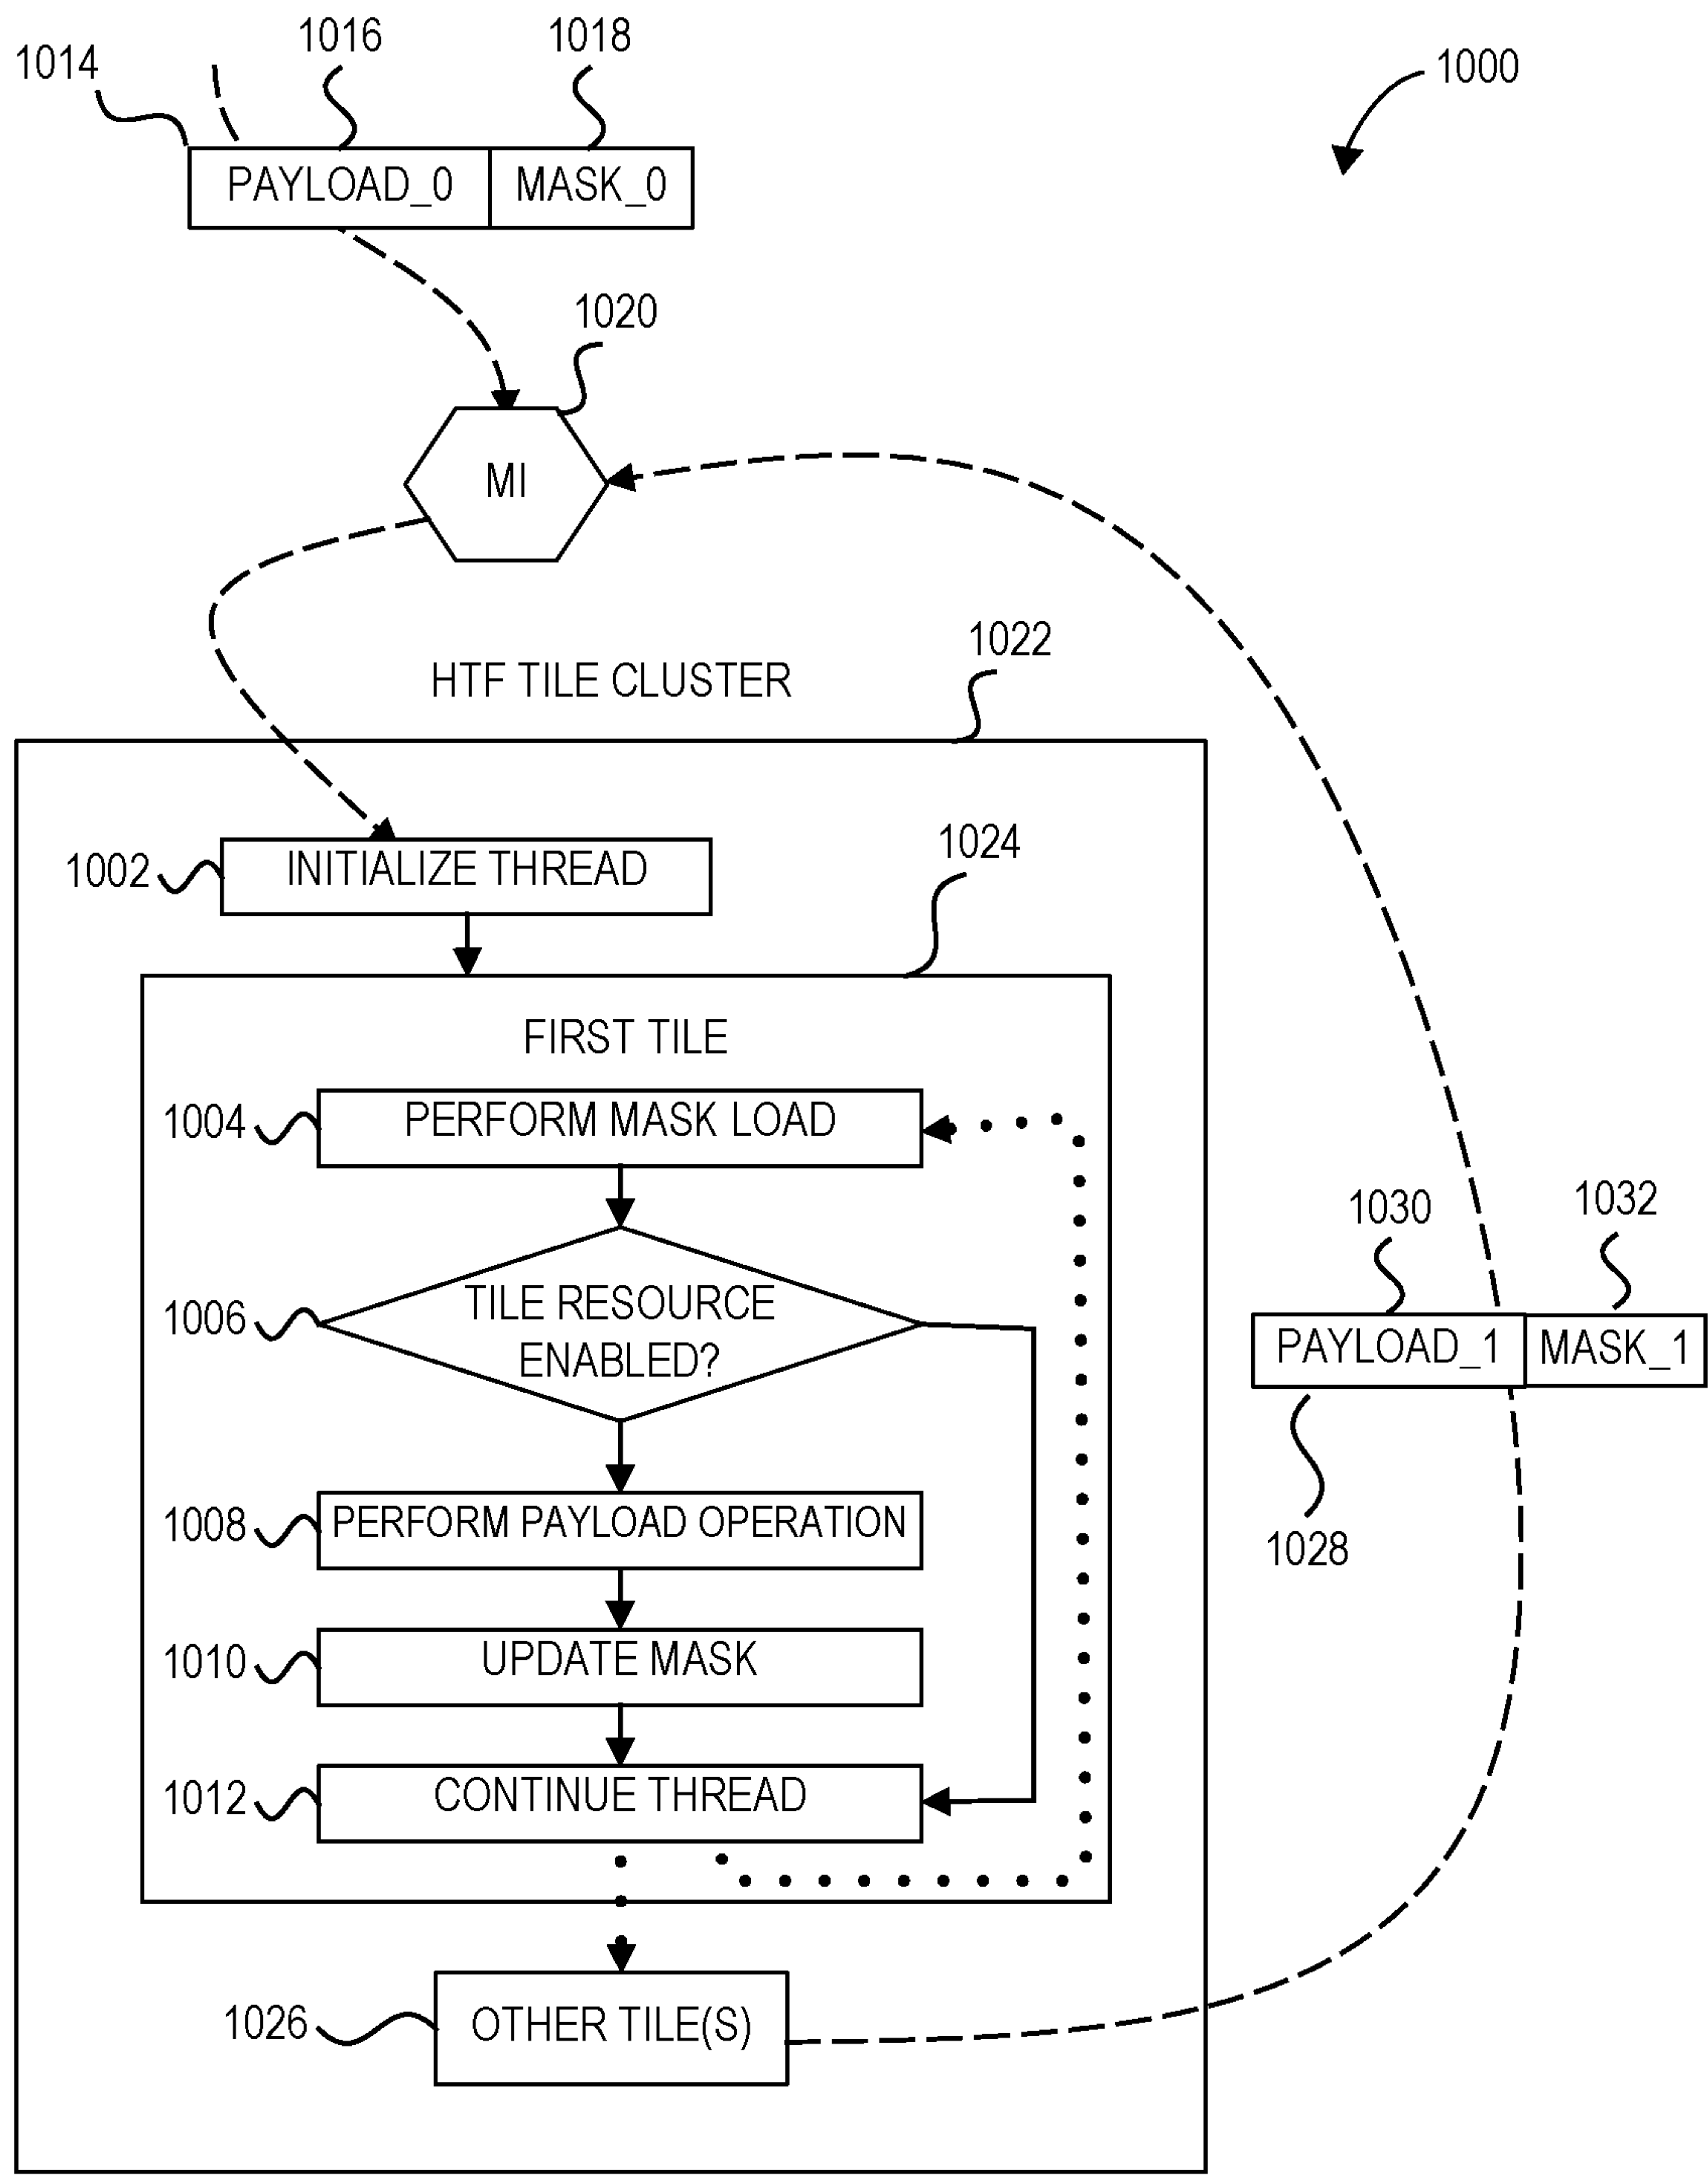 1016
1018
1014
1000
PAYLOAD_0
MASK_0
1020
MI
1022
HTF TILE CLUSTER
1024
1002
INITIALIZE THREAD
FIRST TILE
1004
PERFORM MASK LOAD
1030
1032
1006
TILE RESOURCE
ENABLED?
PAYLOAD_1
MASK_1
1008
PERFORM PAYLOAD OPERATION
1028
1010
UPDATE MASK
1012
CONTINUE THREAD
1026
OTHER TILE(S)